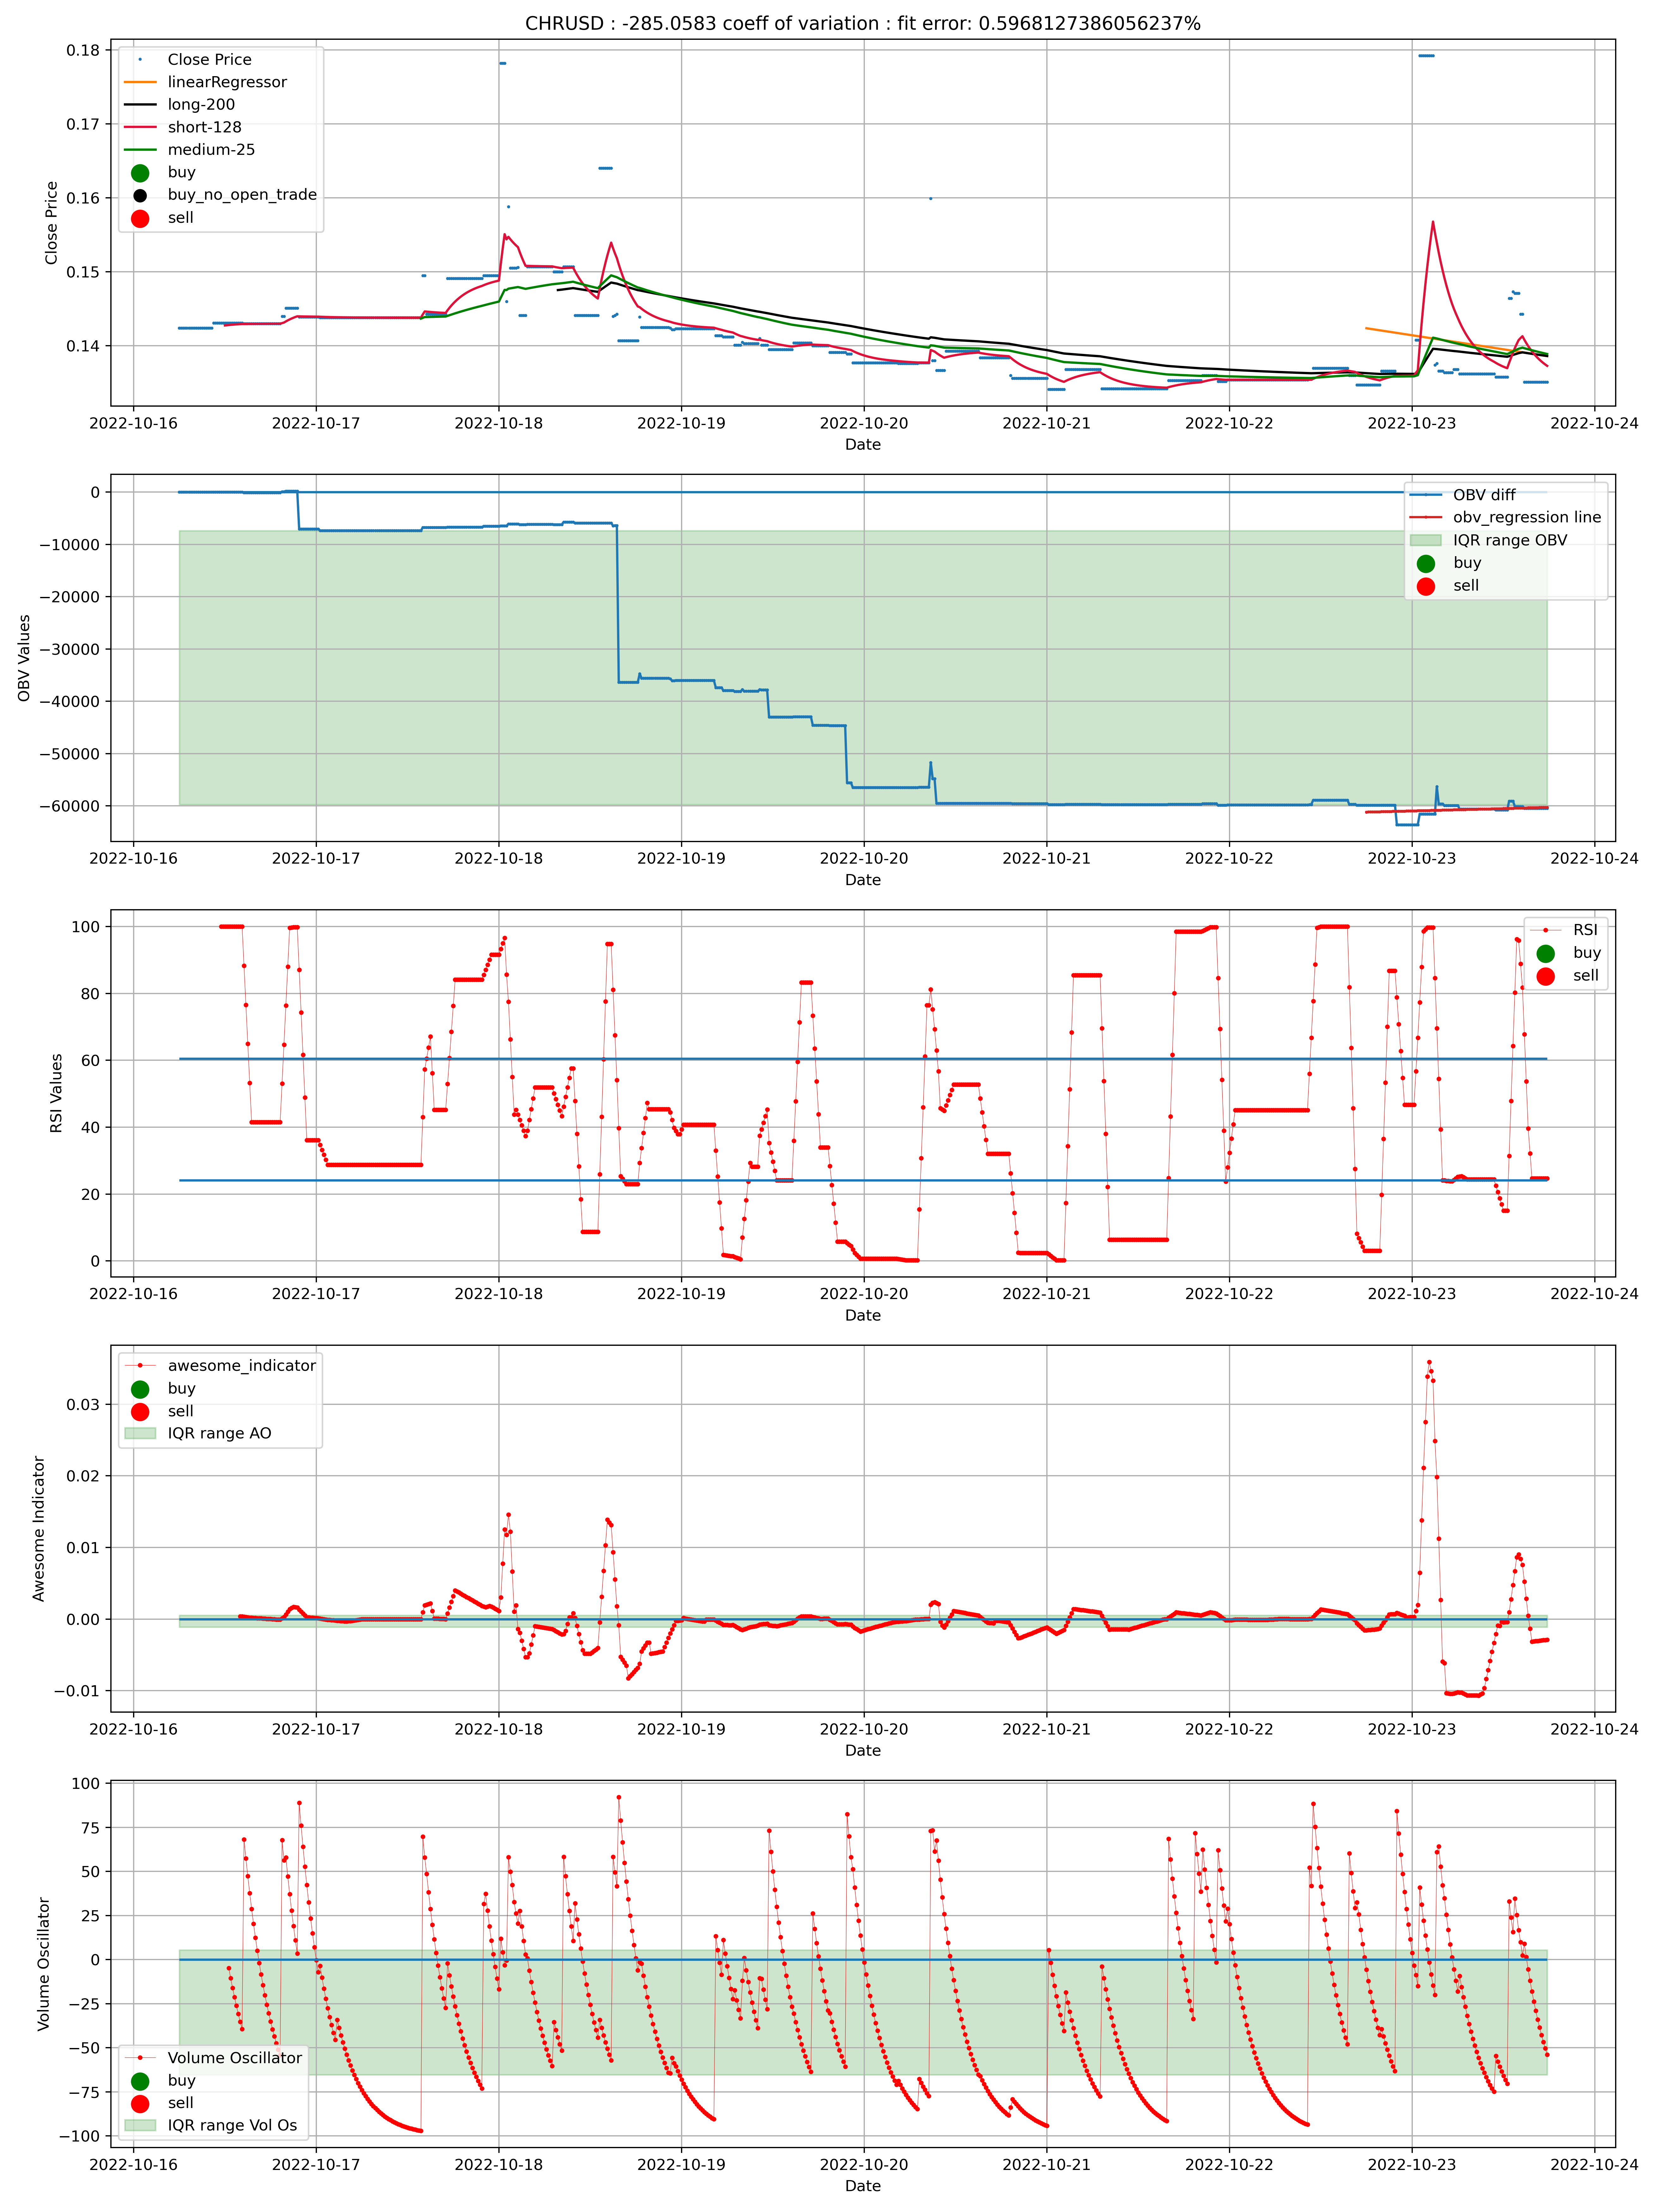 CHRUSD : -285.0583 coeff of variation : fit error: 0.5968127386056237%
Close Price
0.18
0.17
0.16
0.15
0.14
Close Price
linearRegressor
long-200
short-128
medium-25
buy
buy_no_open_trade
sell
2022-10-16 2022-10-17 2022-10-18 2022-10-19 2022-10-20 2022-10-21 2022-10-22 2022-10-23 2022-10-24
Date
OBV Values
0
−10000
−20000
−30000
−40000
−50000
−60000
OBV diff
obv_regression line
IQR range OBV
buy
sell
2022-10-16 2022-10-17 2022-10-18 2022-10-19 2022-10-20 2022-10-21 2022-10-22 2022-10-23 2022-10-24
Date
RSI Values
100
80
60
40
20
0
RSI
buy
sell
2022-10-16 2022-10-17 2022-10-18 2022-10-19 2022-10-20 2022-10-21 2022-10-22 2022-10-23 2022-10-24
Date
Awesome Indicator
0.03
0.02
0.01
0.00
−0.01
awesome_indicator
buy
sell
IQR range AO
2022-10-16 2022-10-17 2022-10-18 2022-10-19 2022-10-20 2022-10-21 2022-10-22 2022-10-23 2022-10-24
Date
Volume Oscillator
100
75
50
25
0
−25
−50
−75
−100
Volume Oscillator
buy
sell
IQR range Vol Os
2022-10-16 2022-10-17 2022-10-18 2022-10-19 2022-10-20 2022-10-21 2022-10-22 2022-10-23 2022-10-24
Date